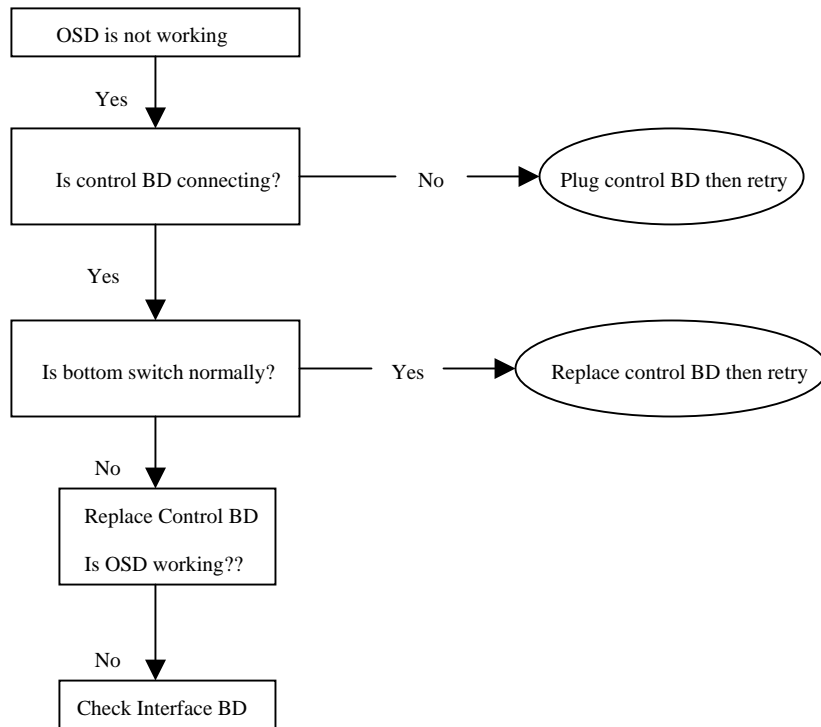 OSD is not working
Yes
Is control BD connecting?
No
Plug control BD then retry
Yes
Is bottom switch normally?
Yes
Replace control BD then retry
No
Replace Control BD
Is OSD working??
No
Check Interface BD